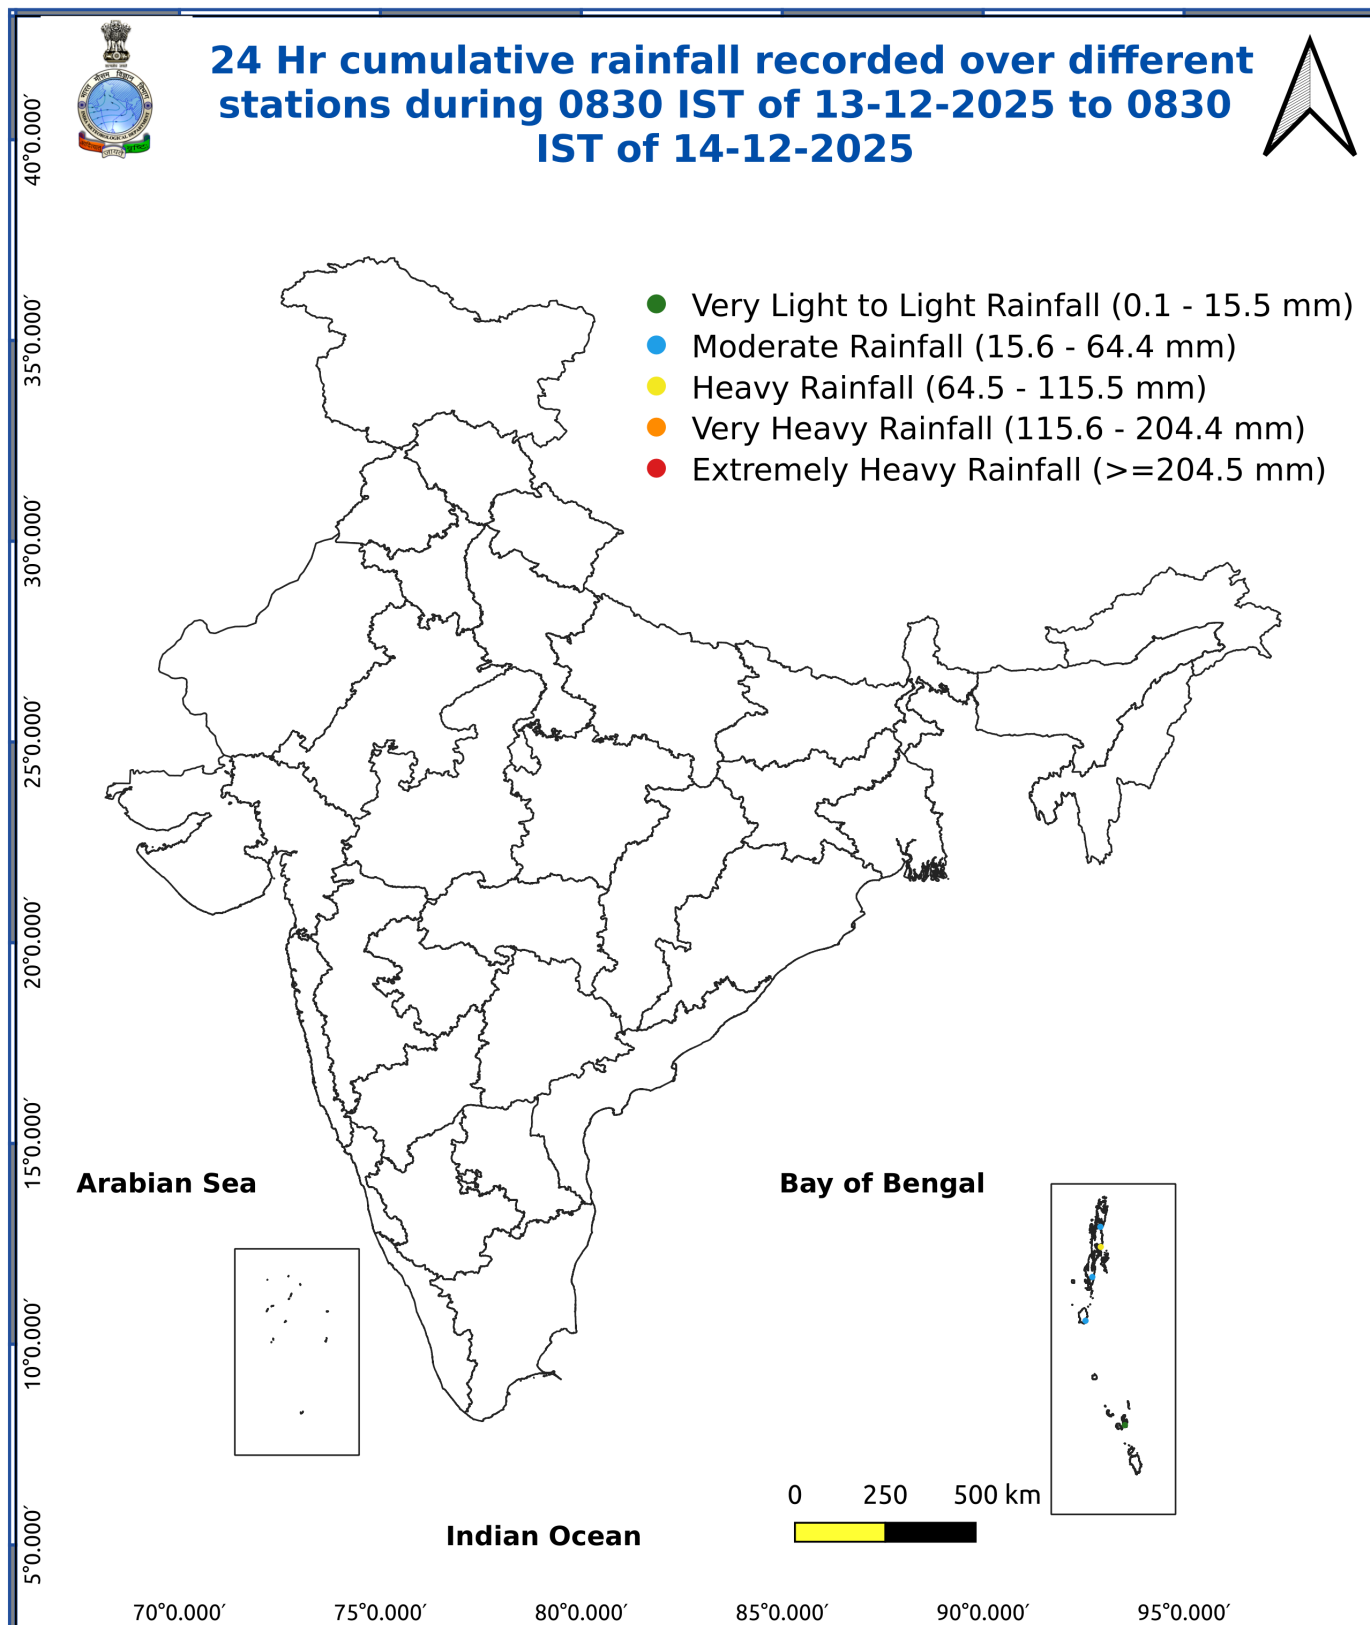 24 Hr cumulative rainfall recorded over different
stations during 0830 IST of 13-12-2025 to 0830
IST of 14-12-2025
Very Light to Light Rainfall (0.1 - 15.5 mm)
Moderate Rainfall (15.6 - 64.4 mm)
Heavy Rainfall (64.5 - 115.5 mm)
Very Heavy Rainfall (115.6 - 204.4 mm)
Extremely Heavy Rainfall (>=204.5 mm)
40°0.000′
35°0.000′
30°0.000′
25°0.000′
20°0.000′
15°0.000′
10°0.000′
5°0.000′
Arabian Sea
Bay of Bengal
Indian Ocean
0 250 500 km
70°0.000′ 75°0.000′ 80°0.000′ 85°0.000′ 90°0.000′ 95°0.000′